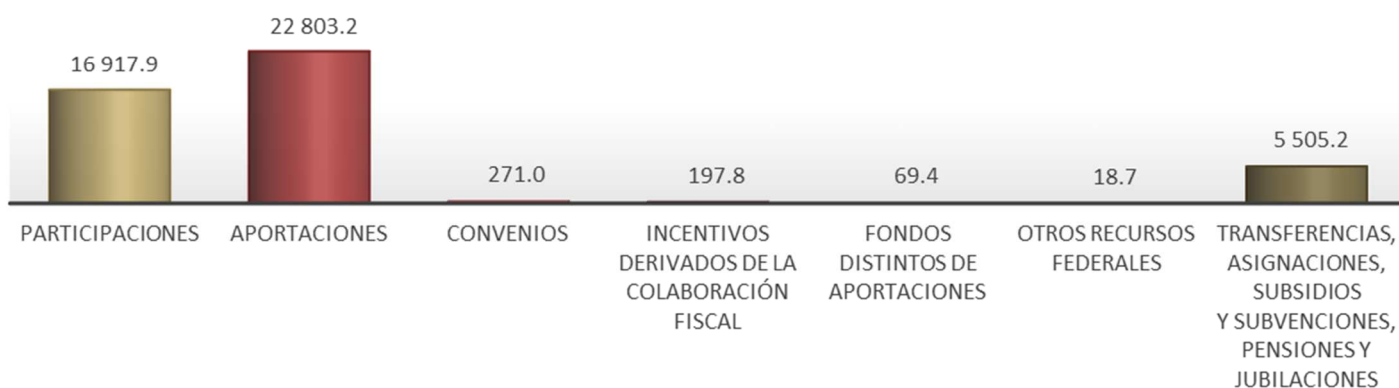 22 803.2
16 917.9
5 505.2
271.0
197.8
69.4
18.7
PARTICIPACIONES
APORTACIONES
CONVENIOS
INCENTIVOS
DERIVADOS DE LA
COLABORACIÓN
FISCAL
FONDOS
DISTINTOS DE
APORTACIONES
OTROS RECURSOS
FEDERALES
TRANSFERENCIAS,
ASIGNACIONES,
SUBSIDIOS
Y SUBVENCIONES,
PENSIONES Y
JUBILACIONES